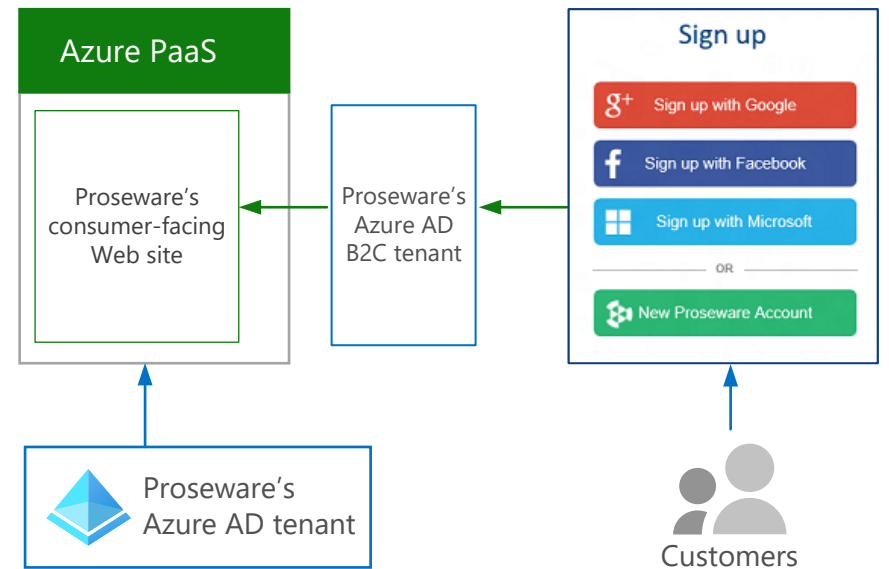 Azure PaaS
Proseware's
consumer-facing
Web site
Proseware's
Azure AD
B2C tenant
Sign up
g+ Sign up with Google
f Sign up with Facebook
Sign up with Microsoft
OR
New Proseware Account
Proseware's
Azure AD tenant
Customers